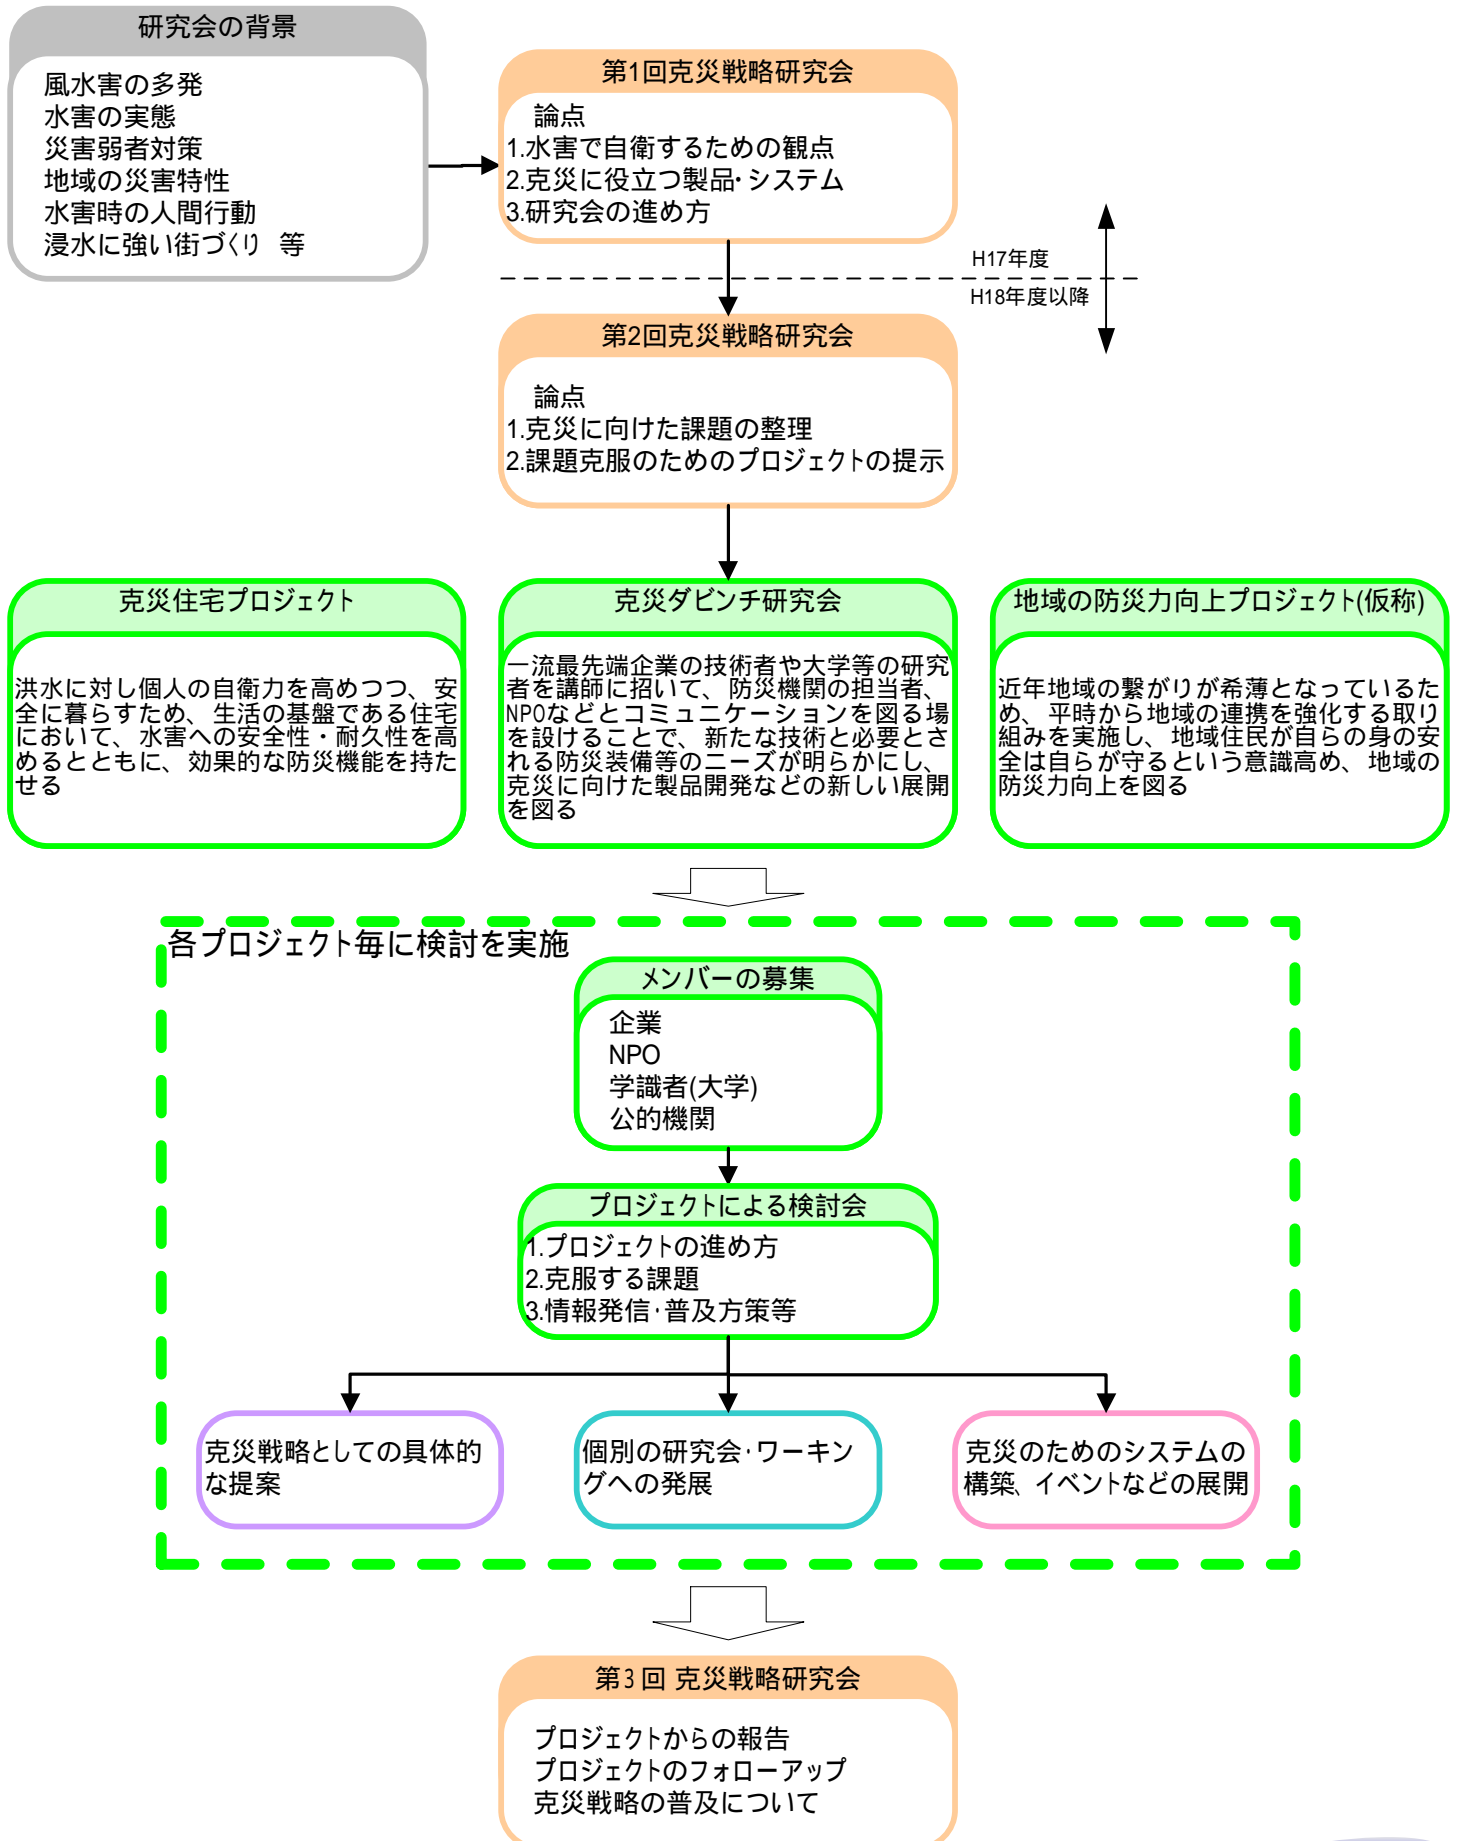 研究会の背景
風水害の多発
水害の実態
災害弱者対策
地域の災害特性
水害時の人間行動
浸水に強い街づくり 等
第1回克災戦略研究会
論点
1.水害で自衛するための観点
2.克災に役立つ製品・システム
3.研究会の進め方
H17年度
H18年度以降
第2回克災戦略研究会
論点
1.克災に向けた課題の整理
2.課題克服のためのプロジェクトの提示
克災住宅プロジェクト
洪水に対し個人の自衛力を高めつつ、安
全に暮らすため、生活の基盤である住宅
において、水害への安全性・耐久性を高
めるとともに、効果的な防災機能を持た
せる
克災ダビンチ研究会
一流最先端企業の技術者や大学等の研究
者を講師に招いて、防災機関の担当者、
NPOなどとコミュニケーションを図る場
を設けることで、新たな技術と必要とさ
れる防災装備等のニーズが明らかにし、
克災に向けた製品開発などの新しい展開
を図る
地域の防災力向上プロジェクト(仮称)
近年地域の繋がりが希薄となっているた
め、平時から地域の連携を強化する取り
組みを実施し、地域住民が自らの身の安
全は自らが守るという意識高め、地域の
防災力向上を図る
各プロジェクト毎に検討を実施
メンバーの募集
企業
NPO
学識者(大学)
公的機関
プロジェクトによる検討会
1.プロジェクトの進め方
2.克服する課題
3.情報発信・普及方策等
克災戦略としての具体的
な提案
個別の研究会・ワーキン
グへの発展
克災のためのシステムの
構築、イベントなどの展開
第3回 克災戦略研究会
プロジェクトからの報告
プロジェクトのフォローアップ
克災戦略の普及について